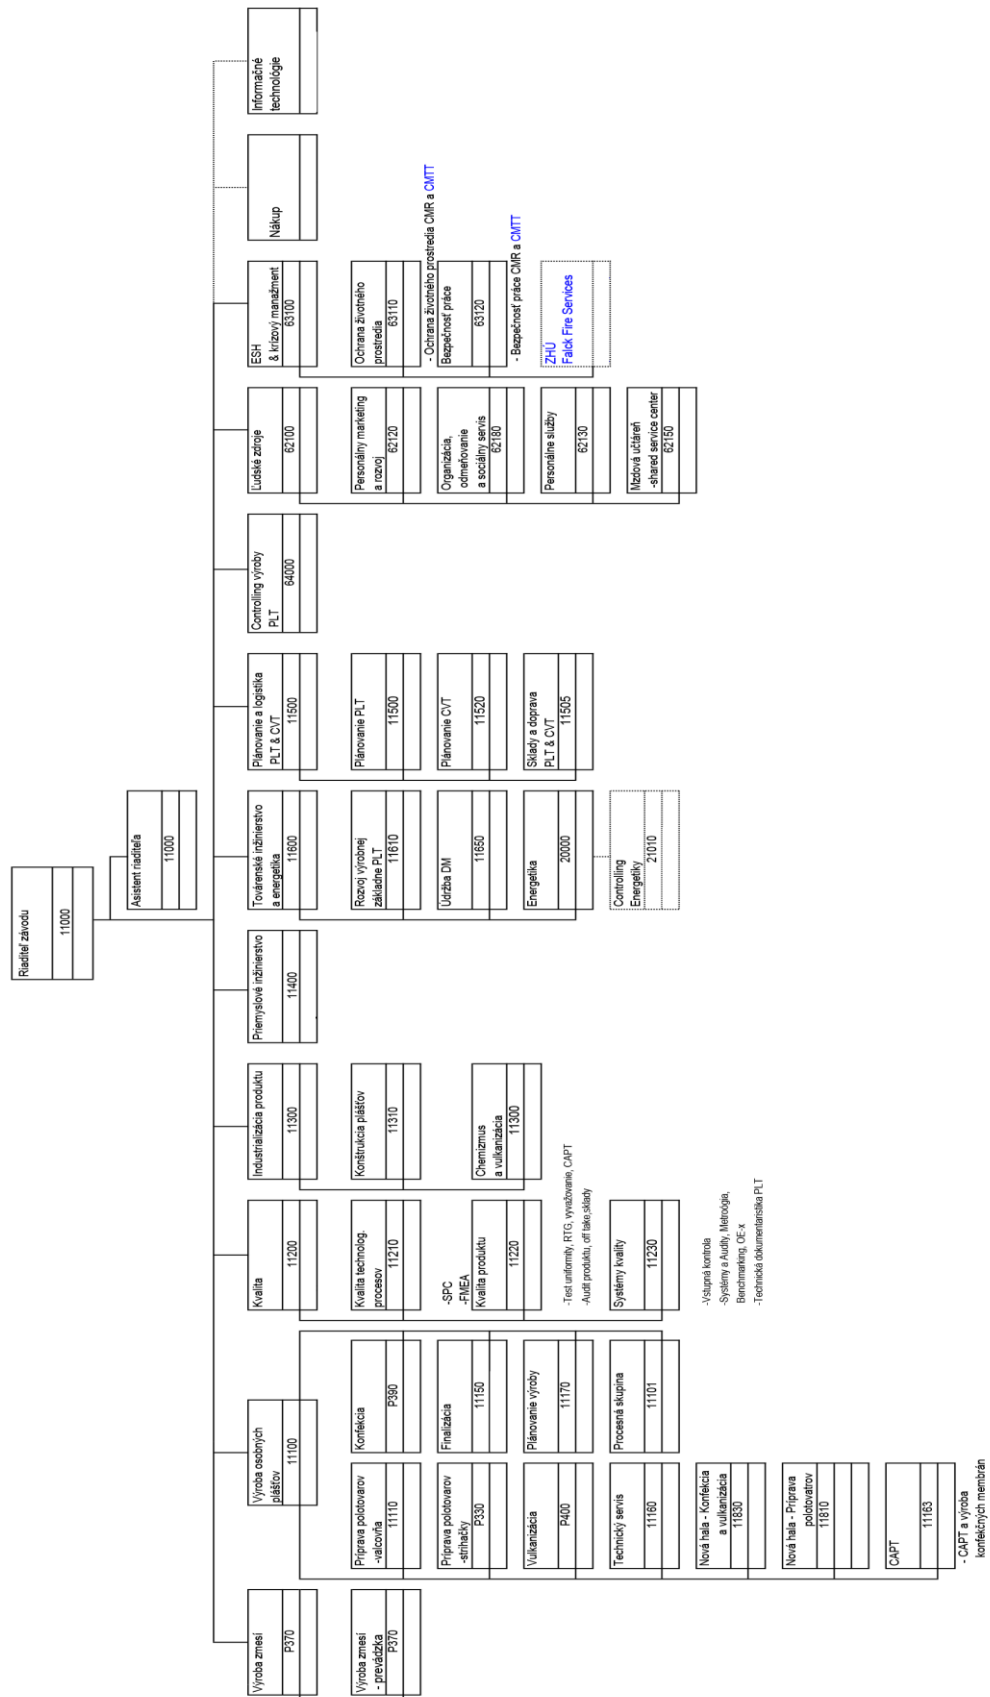 Riaditeľ závodu
11000
Asistent riaditeľa
11000
Výroba zmesí
P370
Výroba zmesí
- prevádzka
P370
Výroba osobných
plášťov
11100
Príprava polotovarov
-valcovňa
11110
Príprava polotovarov
-strihačky
P330
Vulkanizácia
P400
Technický servis
11160
Nová hala - Konfekcia
a vulkanizácia
11830
Nová hala - Príprava
polotovatrov
11810
CAPT
11163
- CAPT a výroba
konfekčných membrán
Konfekcia
P390
Finalizácia
11150
Plánovanie výroby
11170
Procesná skupina
11101
Kvalita
11200
Kvalita technolog.
procesov
11210
-SPC
-FMEA
Kvalita produktu
11220
-Test uniformity, RTG, vyvažovanie, CAPT
-Audit produktu, off take,sklady
Systémy kvality
11230
-Vstupná kontrola
-Systémy a Audity, Metroógia,
Benchmarking, OE-x
-Technická dokumentaristika PLT
Industrializácia produktu
11300
Konštrukcia plášťov
11310
Chemizmus
a vulkanizácia
11300
Priemyslové inžinierstvo
11400
Továrenské inžinierstvo
a energetika
11600
Rozvoj výrobnej
základne PLT
11610
Údržba DM
11650
Energetika
20000
Controlling
Energetiky
21010
Plánovanie a logistika
PLT & CVT
11500
Plánovanie PLT
11500
Plánovanie CVT
11520
Sklady a doprava
PLT & CVT
11505
Controlling výroby
PLT
64000
Ľudské zdroje
62100
Personálny marketing
a rozvoj
62120
Organizácia,
odmeňovanie
a sociálny servis
62180
Personálne služby
62130
Mzdová učtáreň
-shared service center
62150
ESH
& krízový manažment
63100
Ochrana životného
prostredia
63110
- Ochrana životného prostredia CMR a CMTT
Bezpečnosť práce
63120
- Bezpečnosť práce CMR a CMTT
ZHÚ
Falck Fire Services
Nákup
Informačné
technológie